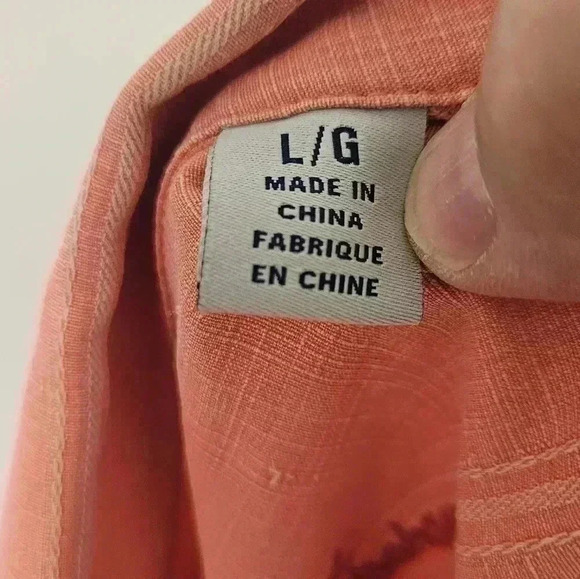 L/G
MADE IN
CHINA
FABRIQUE
EN CHINE